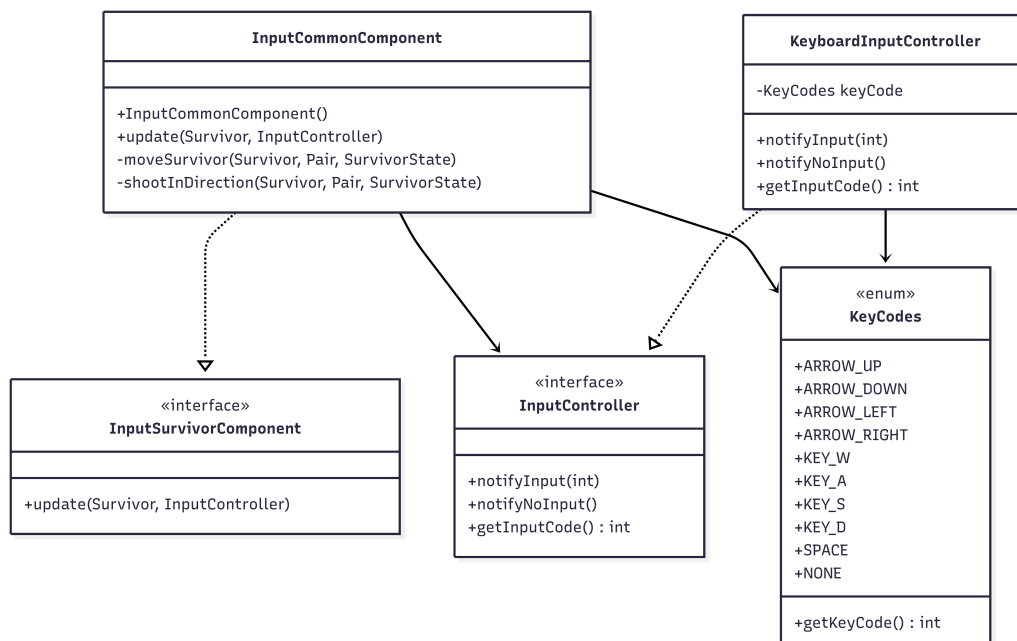 InputCommonComponent
+InputCommonComponent()
+update(Survivor, InputController)
-moveSurvivor(Survivor, Pair, SurvivorState)
-shootInDirection(Survivor, Pair, SurvivorState)
KeyboardInputController
-KeyCodes keyCode
+notifyInput(int)
+notifyNoInput()
+getInputCode() : int
«interface»
InputSurvivorComponent
+update(Survivor, InputController)
«interface»
InputController
+notifyInput(int)
+notifyNoInput()
+getInputCode() : int
«enum»
KeyCodes
+ARROW_UP
+ARROW_DOWN
+ARROW_LEFT
+ARROW_RIGHT
+KEY_W
+KEY_A
+KEY_S
+KEY_D
+SPACE
+NONE
+getKeyCode() : int